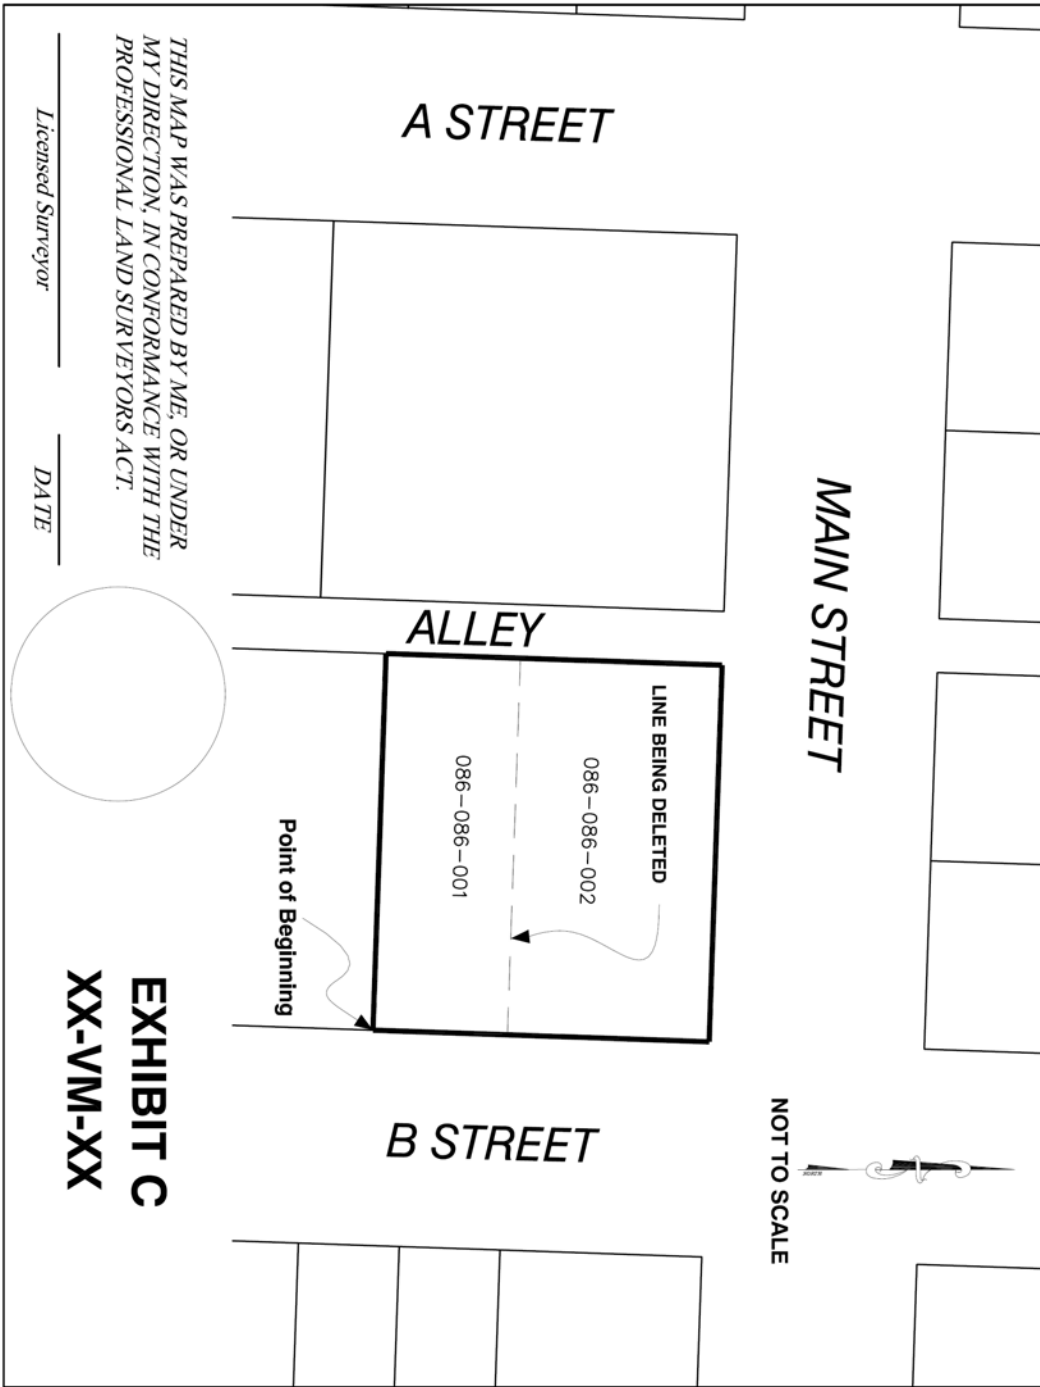 A STREET
MAIN STREET
ALLEY
LINE BEING DELETED
086-086-002
086-086-001
Point of Beginning
B STREET
NOT TO SCALE
THIS MAP WAS PREPARED BY ME, OR UNDER
MY DIRECTION, IN CONFORMANCE WITH THE
PROFESSIONAL LAND SURVEYORS ACT.
Licensed Surveyor
DATE
EXHIBIT C
XX-VM-XX